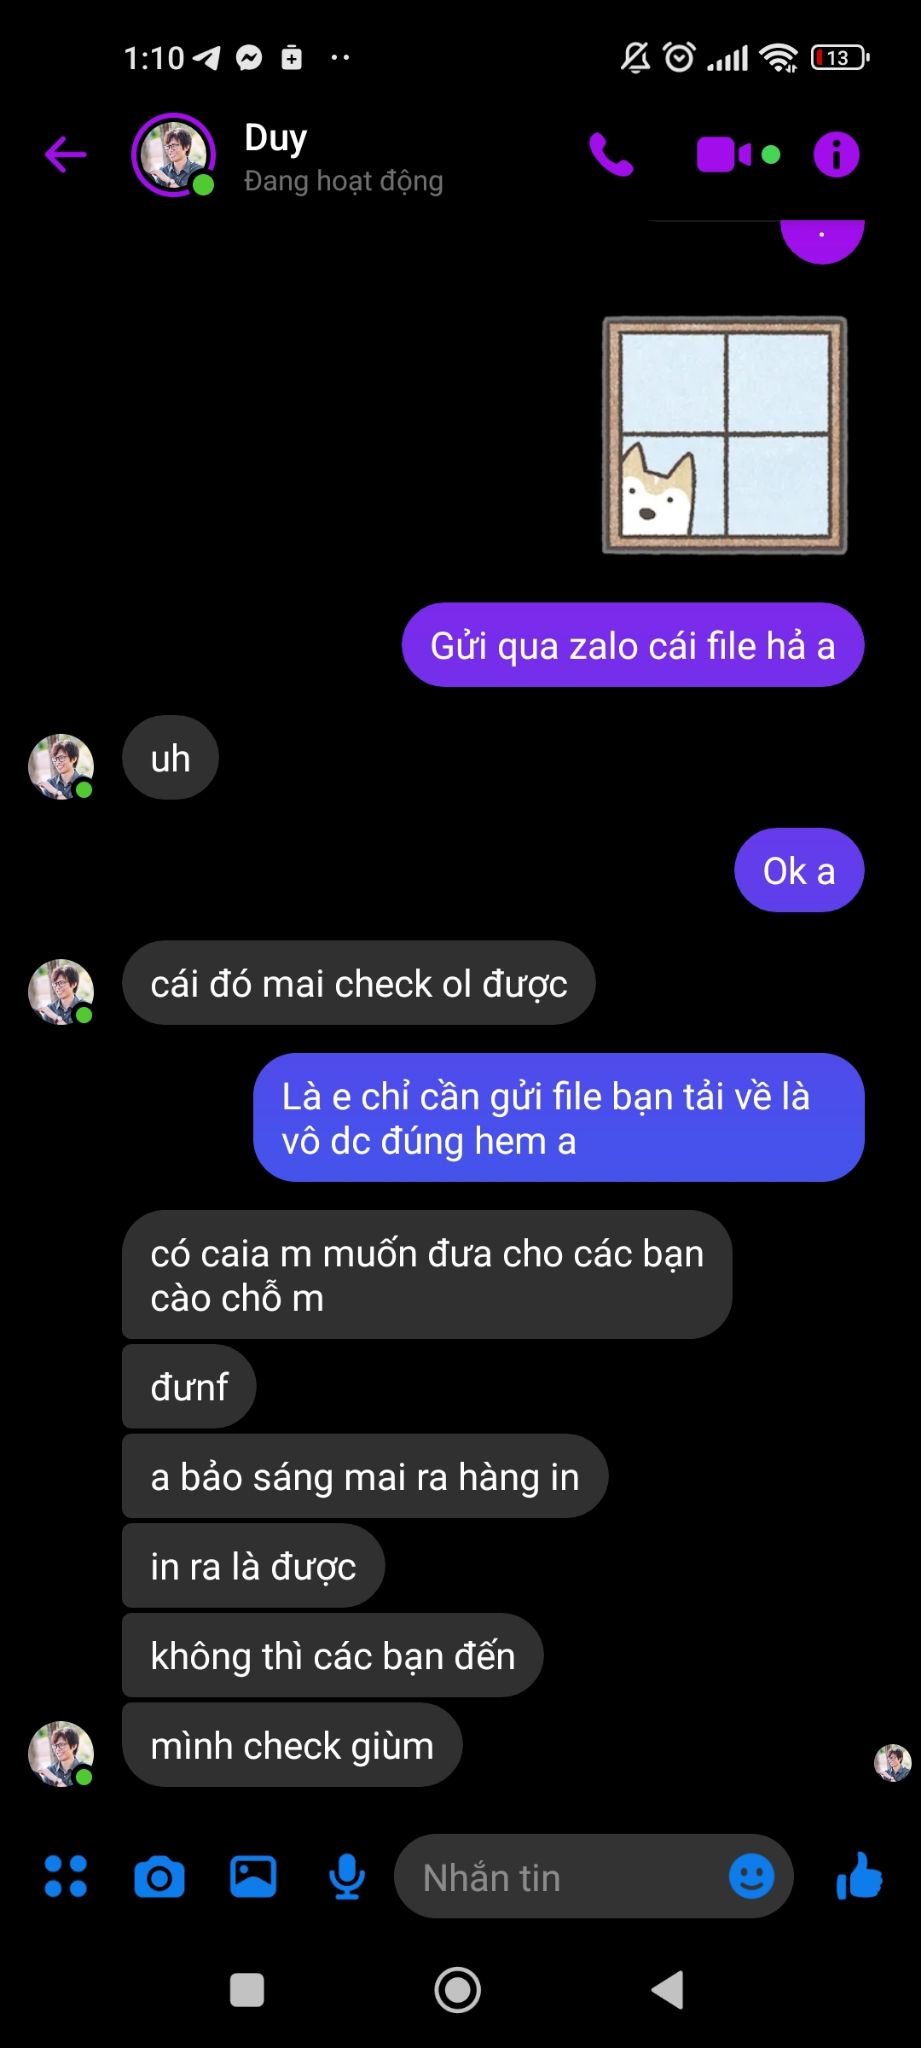 1:10
13
Duy
Đang hoạt động
.
Gửi qua zalo cái file hả a
uh
Ok a
cái đó mai check ol được
Là e chỉ cần gửi file bạn tải về là
vô dc đúng hem a
có caia m muốn đưa cho các bạn
cào chỗ m
đưnf
a bảo sáng mai ra hàng in
in ra là được
không thì các bạn đến
mình check giùm
Nhắn tin